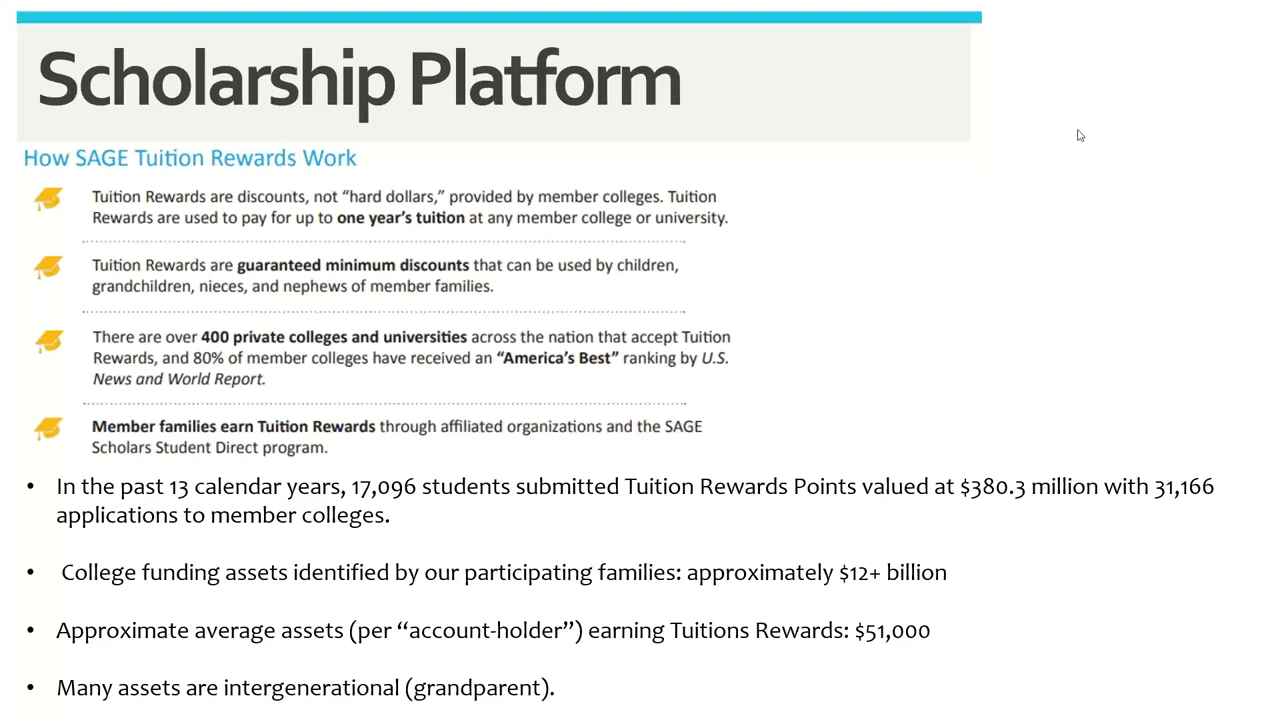 Scholarship Platform
How SAGE Tuition Rewards Work
Tuition Rewards are discounts, not “hard dollars,” provided by member colleges. Tuition
Rewards are used to pay for up to one year’s tuition at any member college or university.
Tuition Rewards are guaranteed minimum discounts that can be used by children,
grandchildren, nieces, and nephews of member families.
There are over 400 private colleges and universities across the nation that accept Tuition
Rewards, and 80% of member colleges have received an “America’s Best” ranking by U.S.
News and World Report.
Member families earn Tuition Rewards through affiliated organizations and the SAGE
Scholars Student Direct program.
• In the past 13 calendar years, 17,096 students submitted Tuition Rewards Points valued at $380.3 million with 31,166
applications to member colleges.
• College funding assets identified by our participating families: approximately $12+ billion
• Approximate average assets (per “account-holder”) earning Tuitions Rewards: $51,000
• Many assets are intergenerational (grandparent).